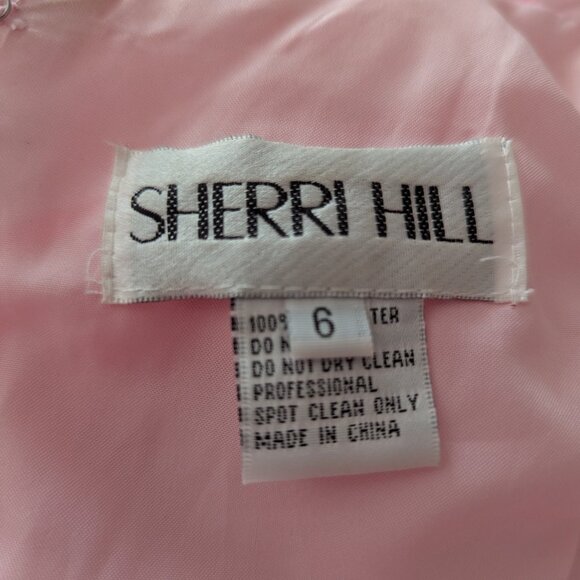 SHERRI HILL
6
100%
DO
DO NOT DRY CLEAN
PROFESSIONAL
SPOT CLEAN ONLY
MADE IN CHINA